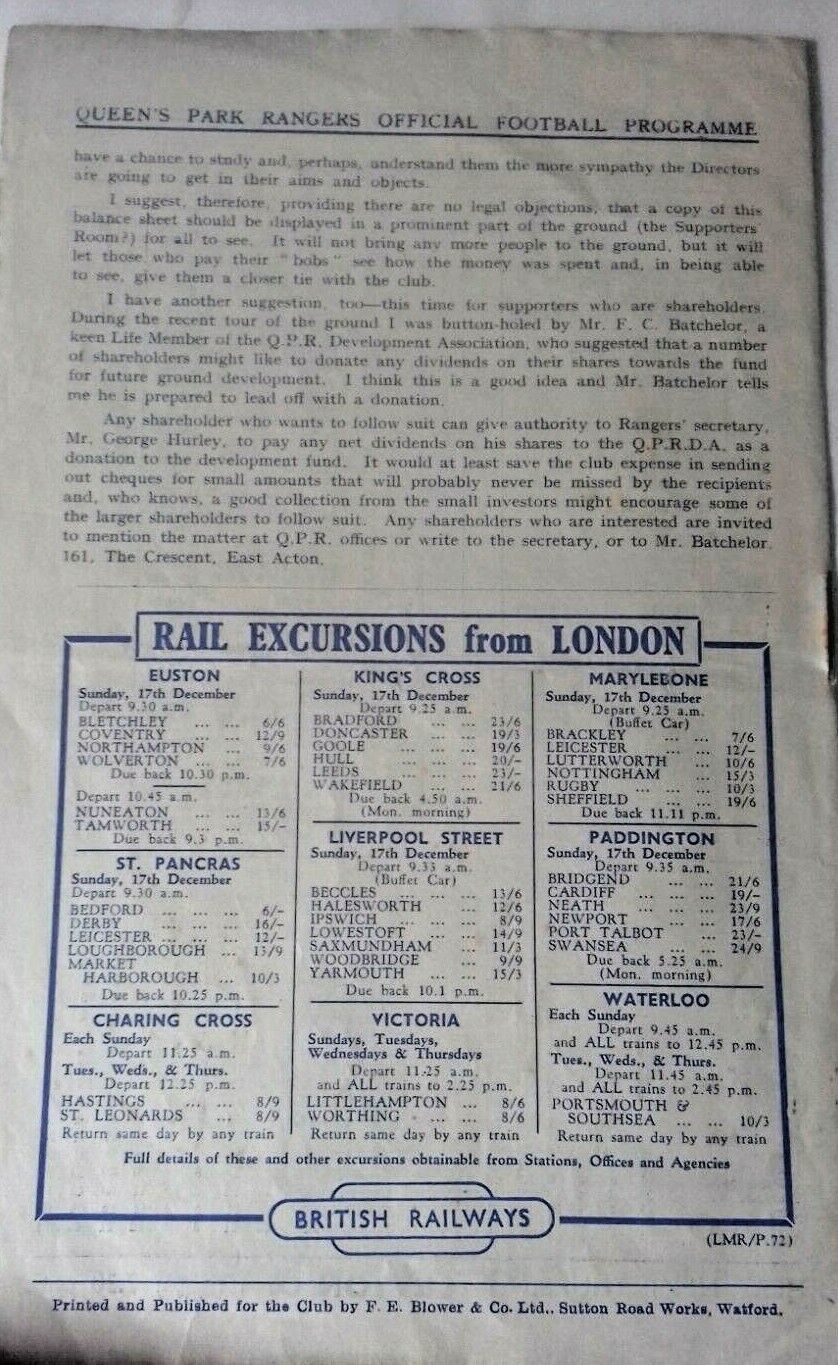 QUEEN'S PARK RANGERS OFFICIAL FOOTBALL PROGRAMME
have a chance to study and, perhaps, understand them the more sympathy the Directors
are going to get in their aims and objects.
I suggest, therefore, providing there are no legal objections, that a copy of this
balance sheet should be displayed in a prominent part of the ground (the Supporters'
Room?) for all to see. It will not bring any more people to the ground, but it will
let those who pay their "bobs" see how the money was spent and, in being able
to see, give them a closer tie with the club.
I have another suggestion, too—this time for supporters who are shareholders.
During the recent tour of the ground I was button-holed by Mr. F. C. Batchelor, a
keen Life Member of the Q.P.R. Development Association, who suggested that a number
of shareholders might like to donate any dividends on their shares towards the fund
for future ground development. I think this is a good idea and Mr. Batchelor tells
me he is prepared to lead off with a donation.
Any shareholder who wants to follow suit can give authority to Rangers' secretary,
Mr. George Hurley, to pay any net dividends on his shares to the Q.P.R.D.A. as a
donation to the development fund. It would at least save the club expense in sending
out cheques for small amounts that will probably never be missed by the recipients
and, who knows, a good collection from the small investors might encourage some of
the larger shareholders to follow suit. Any shareholders who are interested are invited
to mention the matter at Q.P.R. offices or write to the secretary, or to Mr. Batchelor,
161, The Crescent, East Acton.
RAIL EXCURSIONS from LONDON
EUSTON
Sunday, 17th December
Depart 9.30 a.m.
BLETCHLEY ... ... 6/6
COVENTRY ... ... 12/9
NORTHAMPTON ... 9/6
WOLVERTON ... ... 7/6
Due back 10.30 p.m.
Depart 10.45 a.m.
NUNEATON ... ... 13/6
TAMWORTH ... ... 15/-
Due back 9.3 p.m.
ST. PANCRAS
Sunday, 17th December
Depart 9.30 a.m.
BEDFORD ... ... ... 6/-
DERBY ... ... ... 16/-
LEICESTER ... ... ... 12/-
LOUGHBOROUGH ... 13/9
MARKET
HARBOROUGH ... 10/3
Due back 10.25 p.m.
CHARING CROSS
Each Sunday
Depart 11.25 a.m.
Tues., Weds., & Thurs.
Depart 12.25 p.m.
HASTINGS ... ... 8/9
ST. LEONARDS ... 8/9
Return same day by any train
KING'S CROSS
Sunday, 17th December
Depart 9.25 a.m.
BRADFORD ... ... 23/6
DONCASTER ... ... 19/3
GOOLE ... ... ... 19/6
HULL ... ... ... 20/-
LEEDS ... ... ... 23/-
WAKEFIELD ... ... 21/6
Due back 4.50 a.m.
(Mon. morning)
LIVERPOOL STREET
Sunday, 17th December
Depart 9.33 a.m.
(Buffet Car)
BECCLES ... ... ... 13/6
HALESWORTH ... ... 12/6
IPSWICH ... ... ... 8/9
LOWESTOFT ... ... 14/9
SAXMUNDHAM ... 11/3
WOODBRIDGE ... ... 9/9
YARMOUTH ... ... 15/3
Due back 10.1 p.m.
VICTORIA
Sundays, Tuesdays,
Wednesdays & Thursdays
Depart 11.25 a.m.
and ALL trains to 2.25 p.m.
LITTLEHAMPTON ... 8/6
WORTHING ... ... 8/6
Return same day by any train
MARYLEBONE
Sunday, 17th December
Depart 9.25 a.m.
(Buffet Car)
BRACKLEY ... ... 7/6
LEICESTER ... ... 12/-
LUTTERWORTH ... 10/6
NOTTINGHAM ... 15/3
RUGBY ... ... ... 10/3
SHEFFIELD ... ... 19/6
Due back 11.11 p.m.
PADDINGTON
Sunday, 17th December
Depart 9.35 a.m.
BRIDGEND ... ... 21/6
CARDIFF ... ... ... 19/-
NEATH ... ... ... 23/9
NEWPORT ... ... 17/6
PORT TALBOT ... 23/-
SWANSEA ... ... 24/9
Due back 5.25 a.m.
(Mon. morning)
WATERLOO
Each Sunday
Depart 9.45 a.m.
and ALL trains to 12.45 p.m.
Tues., Weds., & Thurs.
Depart 11.45 a.m.
and ALL trains to 2.45 p.m.
PORTSMOUTH &
SOUTHSEA ... ... 10/3
Return same day by any train
Full details of these and other excursions obtainable from Stations, Offices and Agencies
BRITISH RAILWAYS
(LMR/P.72)
Printed and Published for the Club by F. E. Blower & Co. Ltd., Sutton Road Works, Watford.